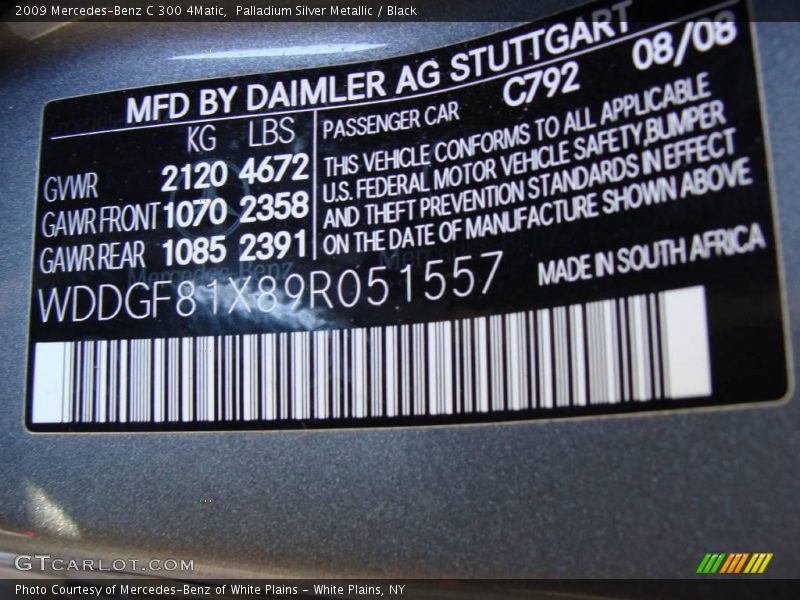 2009 Mercedes-Benz C 300 4Matic,  Palladium Silver Metallic / Black
MFD BY DAIMLER AG STUTTGART
KG LBS
GVWR 2120 4672
GAWR FRONT 1070 2358
GAWR REAR 1085 2391
PASSENGER CAR C792 08/08
THIS VEHICLE CONFORMS TO ALL APPLICABLE
U.S. FEDERAL MOTOR VEHICLE SAFETY,BUMPER
AND THEFT PREVENTION STANDARDS IN EFFECT
ON THE DATE OF MANUFACTURE SHOWN ABOVE
WDDGF81X89R051557 MADE IN SOUTH AFRICA
GTCARLOT.COM
Photo Courtesy of Mercedes-Benz of White Plains - White Plains, NY